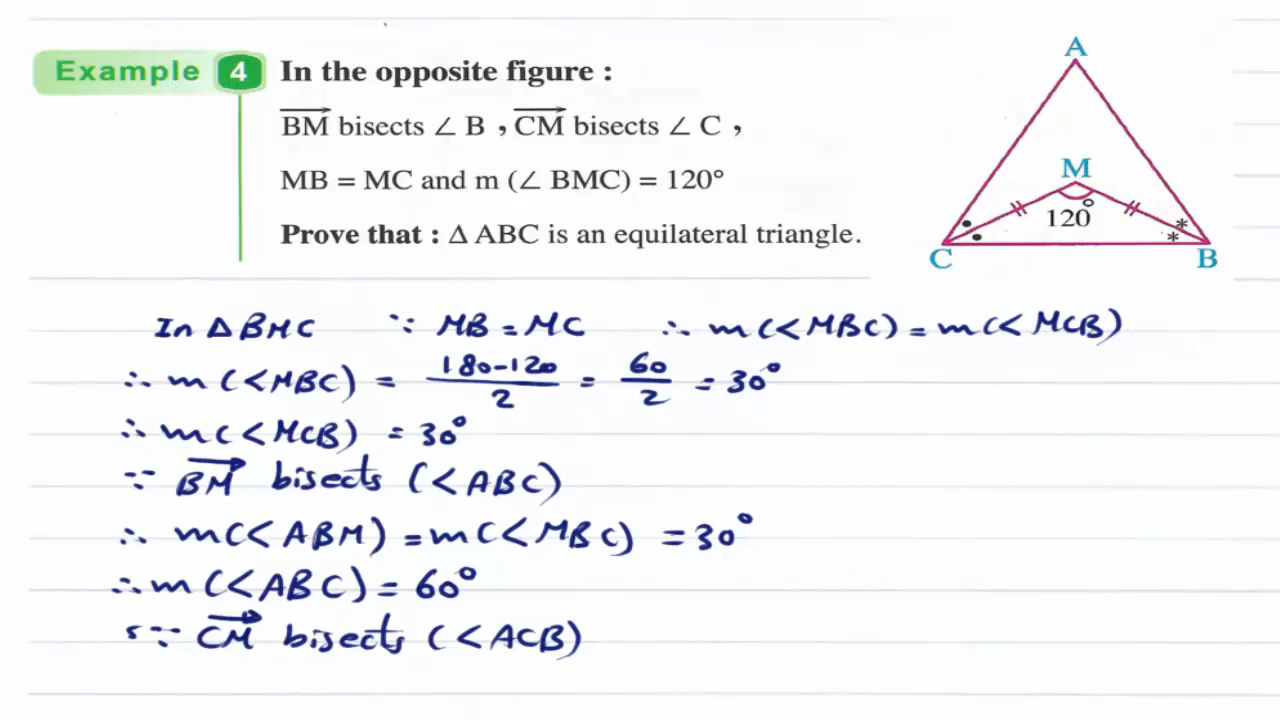 Example 4 In the opposite figure :
BM bisects ∠ B , CM bisects ∠ C ,
MB = MC and m (∠ BMC) = 120°
Prove that : Δ ABC is an equilateral triangle.
A
M
120°
C
B
In Δ BMC ∵ MB = MC ∴ m(<MBC) = m(<MCB)
∴ m(<MBC) = 180-120/2 = 60/2 = 30°
∴ m(<MCB) = 30°
∵ BM bisects (<ABC)
∴ m(<ABM) = m(<MBC) = 30°
∴ m(<ABC) = 60°
, ∵ CM bisects (<ACB)